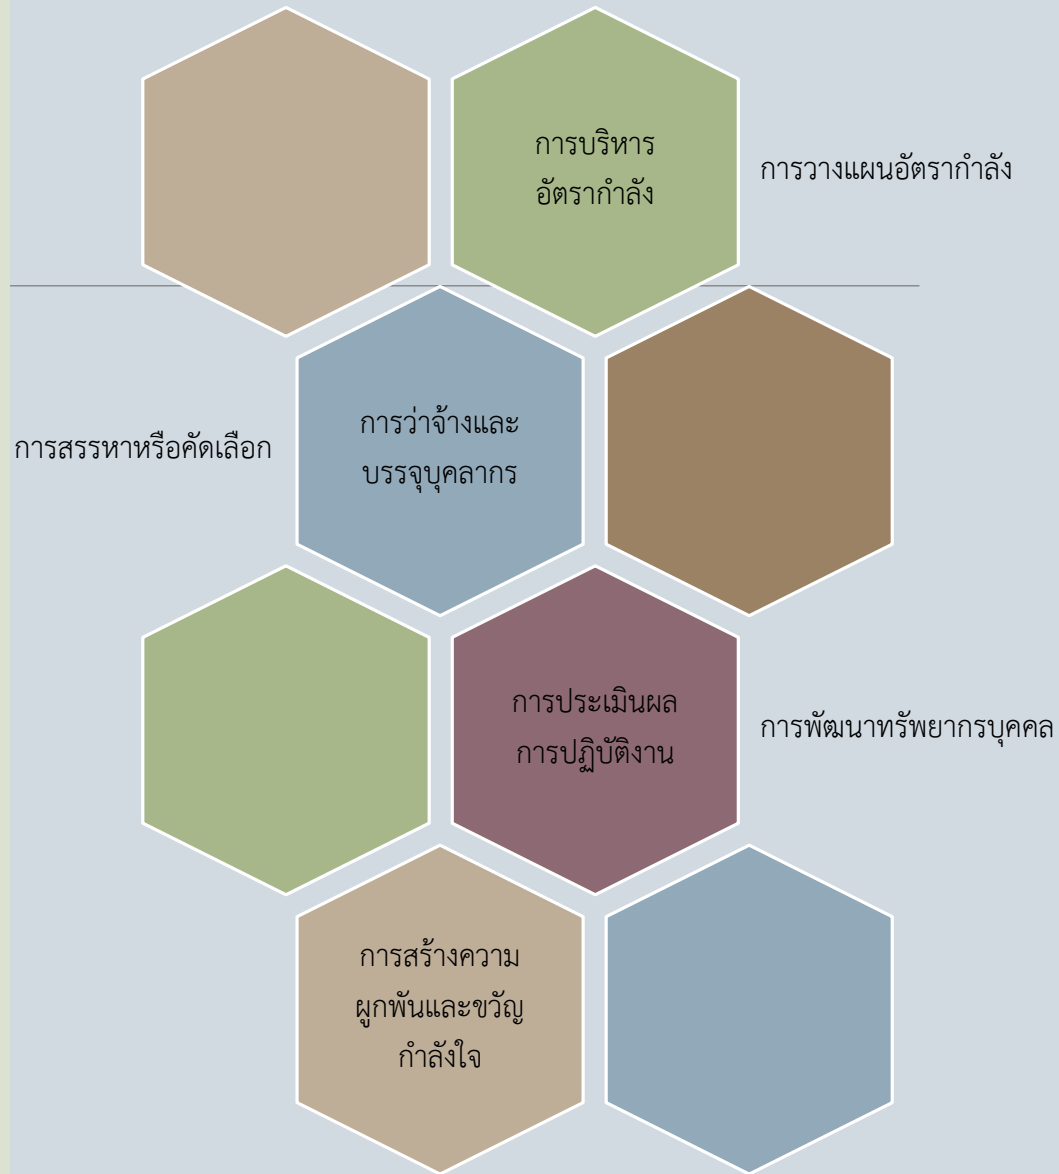 การบริหาร
อัตรากำลัง
การวางแผนอัตรากำลัง
การสรรหาหรือคัดเลือก
การว่าจ้างและ
บรรจุบุคลากร
การประเมินผล
การปฏิบัติงาน
การพัฒนาทรัพยากรบุคคล
การสร้างความ
ผูกพันและขวัญ
กำลังใจ